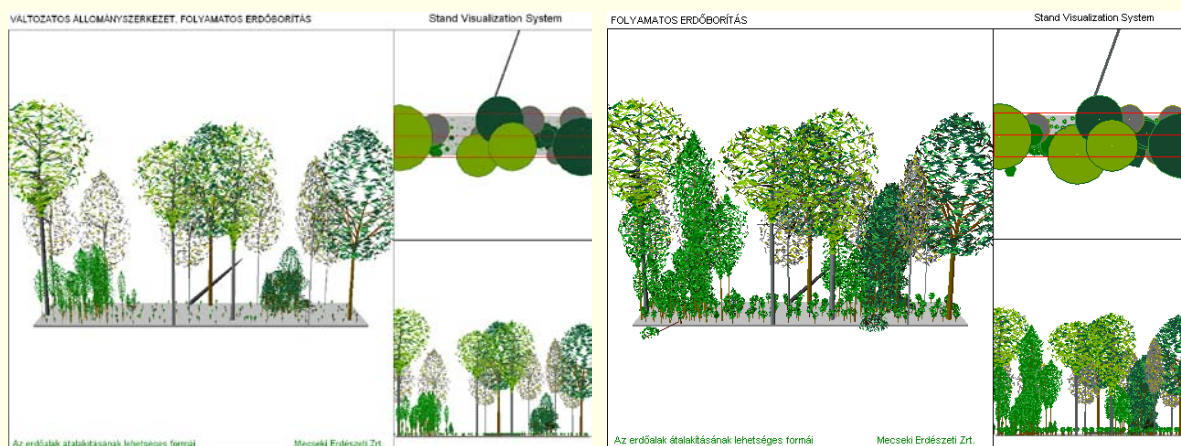 VÁLTOZATOS ÁLLOMÁNYSZERKEZET, FOLYAMATOS ERDŐBORÍTÁS
Stand Visualization System
Az erdőalak átalakításának lehetséges formái
Mecseki Erdészeti Zrt.
FOLYAMATOS ERDŐBORÍTÁS
Stand Visualization System
Az erdőalak átalakításának lehetséges formái
Mecseki Erdészeti Zrt.